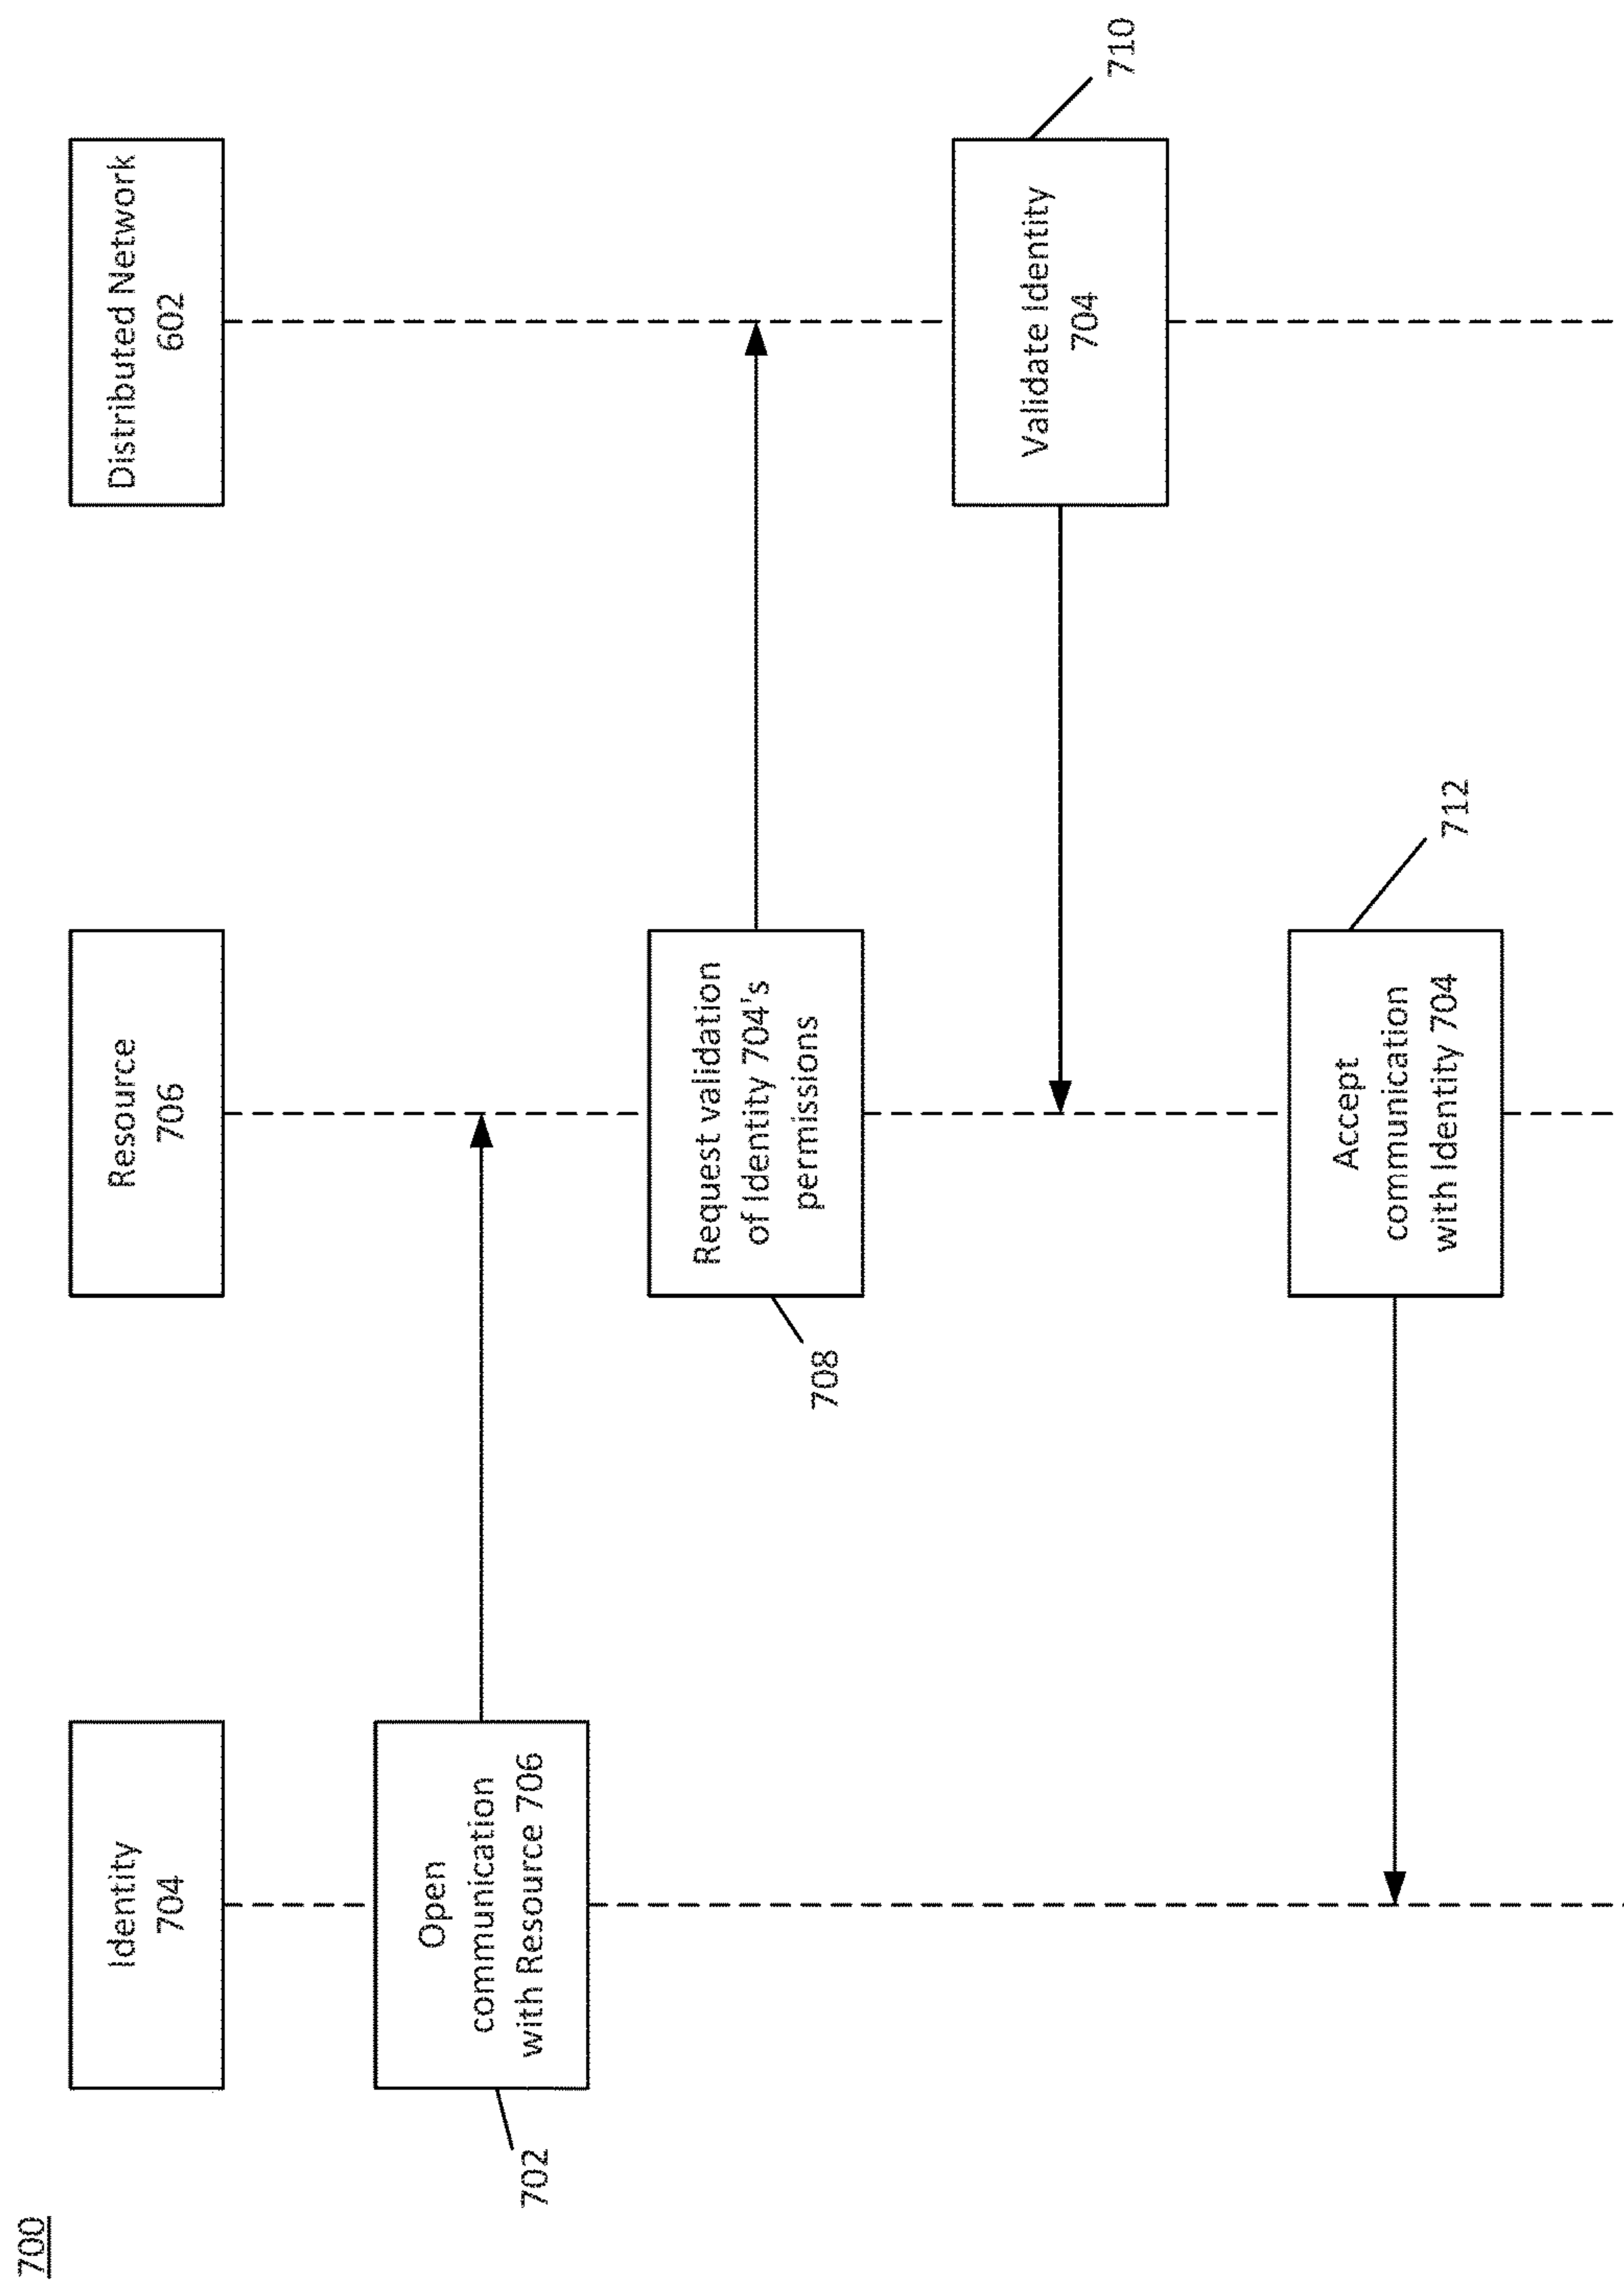 700
Identity
704
Resource
706
Distributed Network
602
Open
communication
with Resource 706
702
Request validation
of Identity 704's
permissions
708
Validate Identity
704
710
Accept
communication
with Identity 704
712